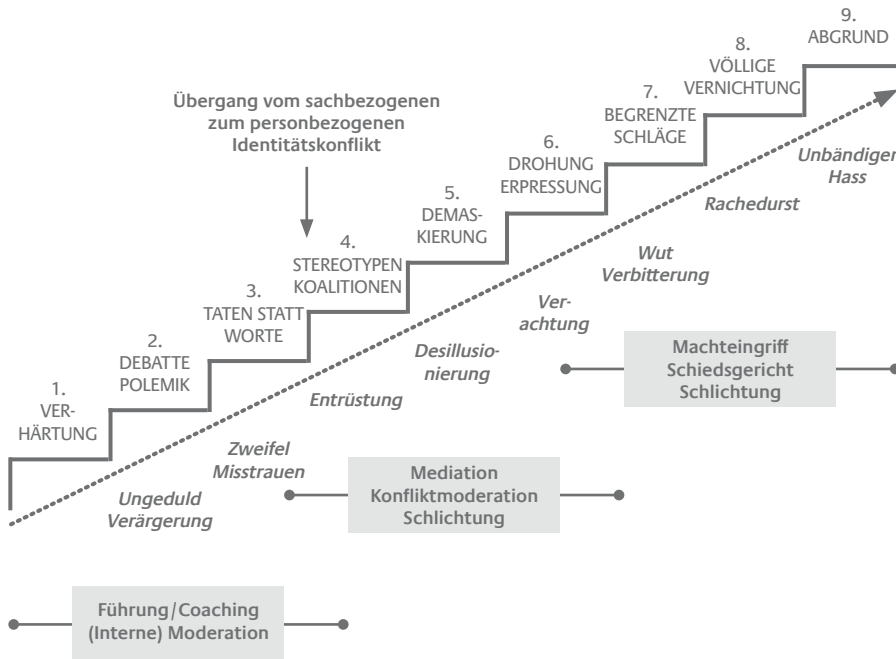 9.
ABGRUND
8.
VÖLLIGE
VERNICHTUNG
7.
BEGRENZTE
SCHLÄGE
6.
DROHUNG
ERPRESSUNG
5.
DEMAS-
KIERUNG
4.
STEREOTYPEN
KOALITIONEN
3.
TATEN STATT
WORTE
2.
DEBATTE
POLEMIK
1.
VER-
HÄRTUNG
Übergang vom sachbezogenen
zum personbezogenen
Identitätskonflikt
Unbändiger
Hass
Rachedurst
Wut
Verbitterung
Ver-
achtung
Desillusio-
nierung
Entrüstung
Zweifel
Misstrauen
Ungeduld
Verärgerung
Machteingriff
Schiedsgericht
Schlichtung
Mediation
Konfliktmoderation
Schlichtung
Führung/Coaching
(Interne) Moderation